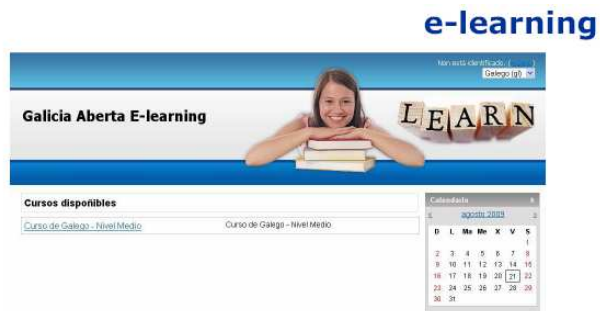 e-learning
Non está identificado. (
Galego (gl)
Galicia Aberta E-learning
LEARN
Cursos dispoñibles
Curso de Galego - Nivel Medio
Curso de Galego - Nivel Medio
Calendario
agosto 2009
D L Ma Me X V S
1
2 3 4 5 6 7 8
9 10 11 12 13 14 15
16 17 18 19 20 21 22
23 24 25 26 27 28 29
30 31